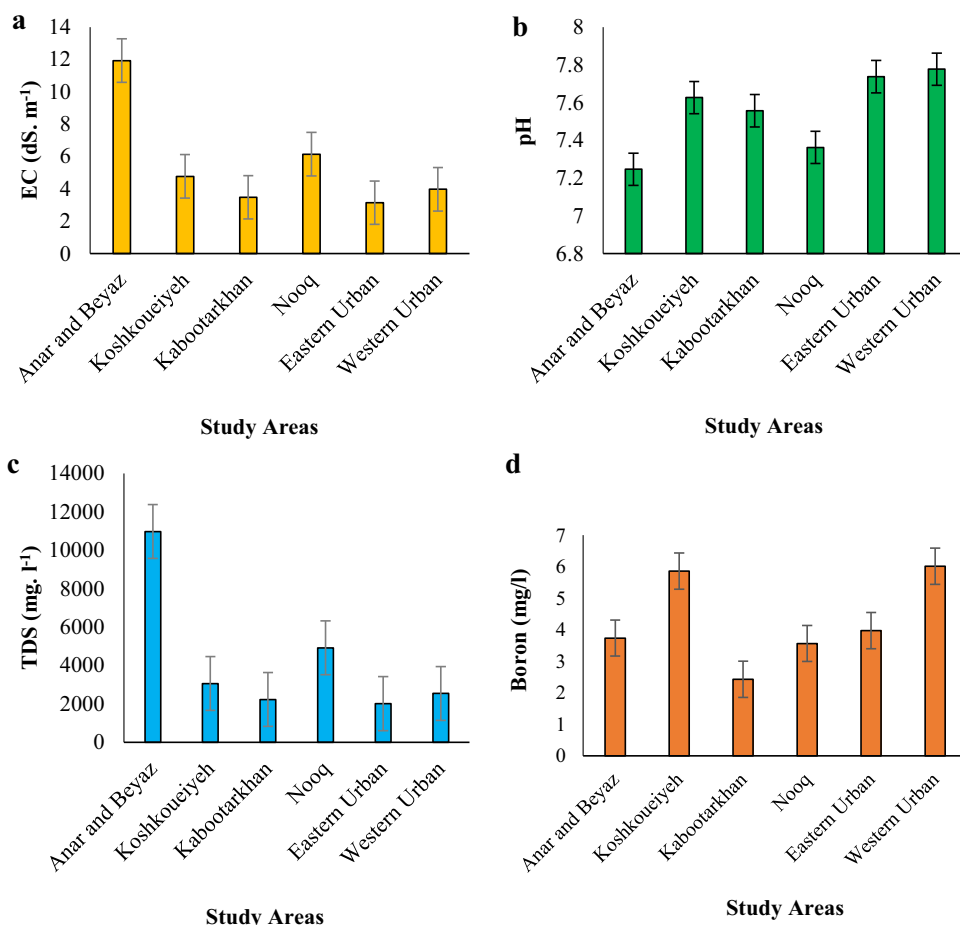 a
EC (dS. m⁻¹)
14
12
10
8
6
4
2
0
Anar and Beyaz
Koshkoueiyeh
Kabootarkhan
Nooq
Eastern Urban
Western Urban
Study Areas
b
pH
8
7.8
7.6
7.4
7.2
7
6.8
Anar and Beyaz
Koshkoueiyeh
Kabootarkhan
Nooq
Eastern Urban
Western Urban
Study Areas
c
TDS (mg. l⁻¹)
14000
12000
10000
8000
6000
4000
2000
0
Anar and Beyaz
Koshkoueiyeh
Kabootarkhan
Nooq
Eastern Urban
Western Urban
Study Areas
d
Boron (mg/l)
7
6
5
4
3
2
1
0
Anar and Beyaz
Koshkoueiyeh
Kabootarkhan
Nooq
Eastern Urban
Western Urban
Study Areas